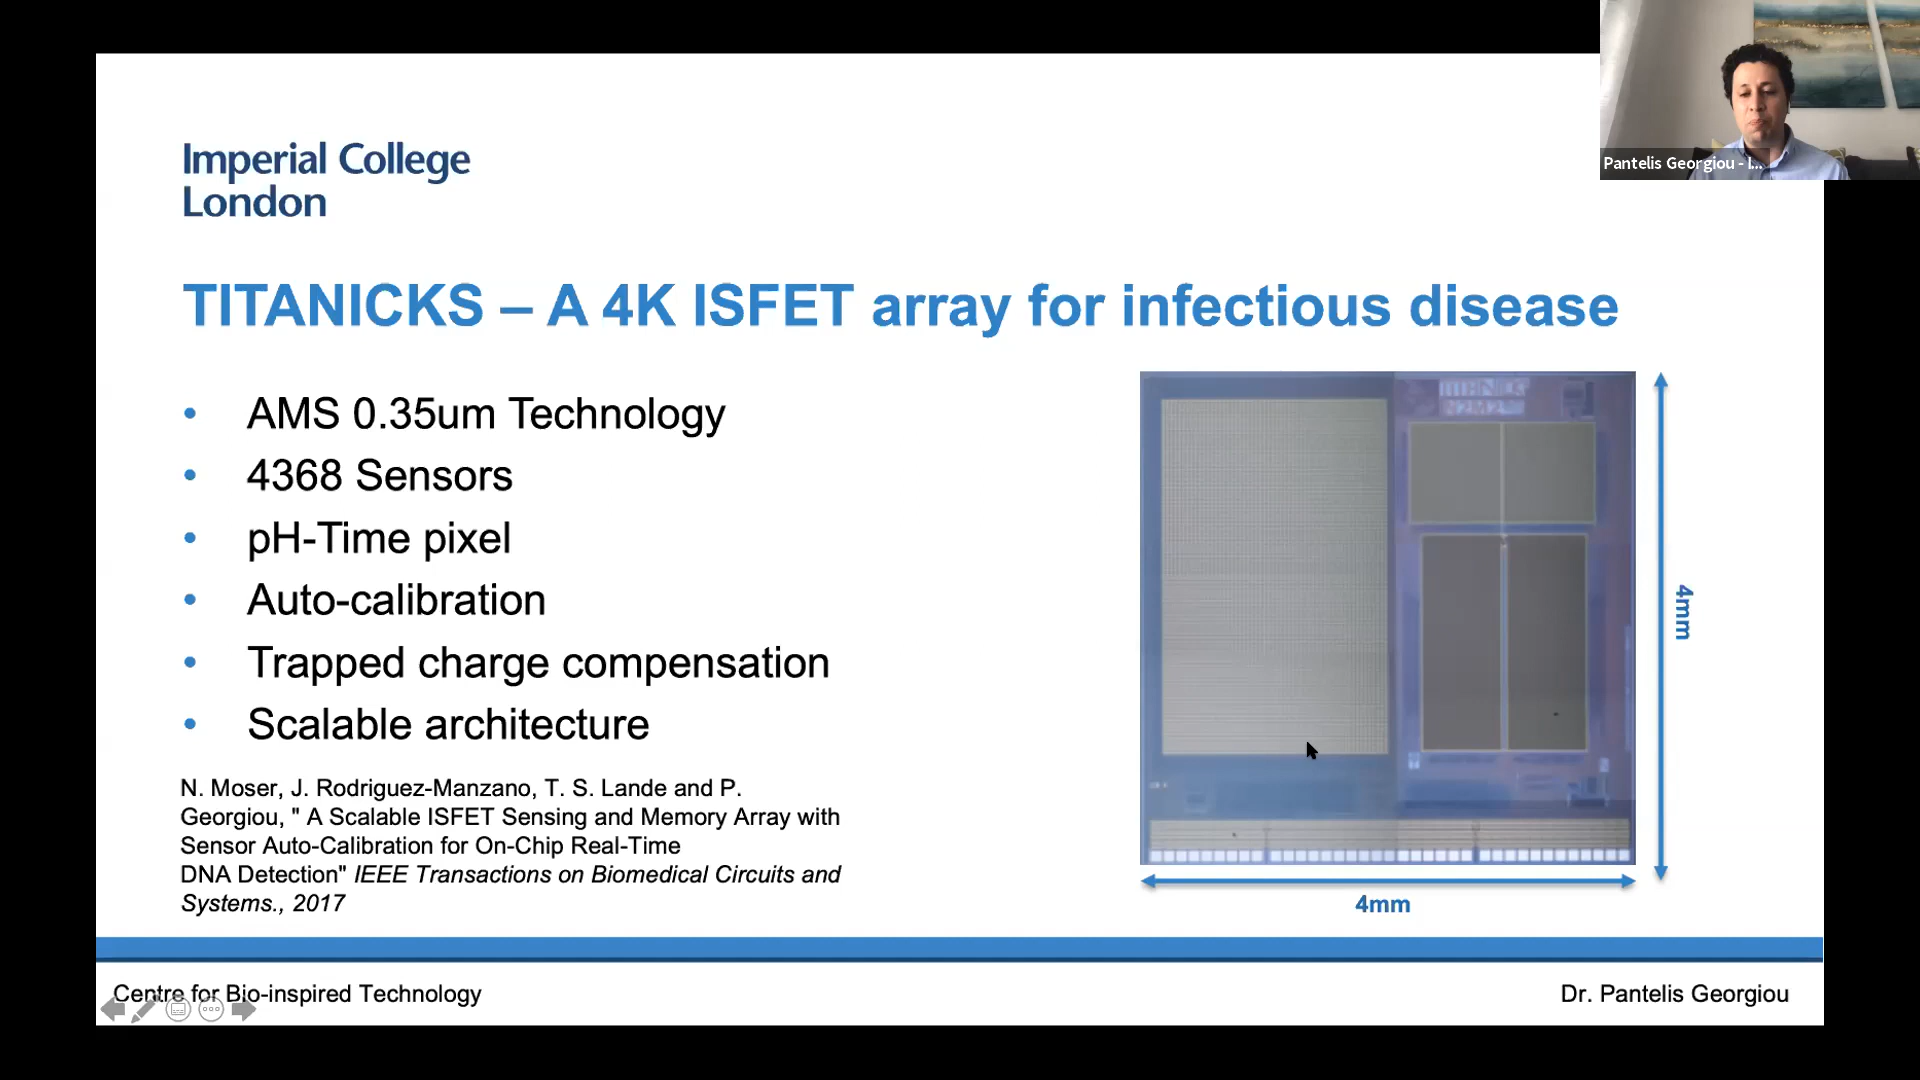 Pantelis Georgiou - I...
Imperial College
London
TITANICKS – A 4K ISFET array for infectious disease
• AMS 0.35um Technology
• 4368 Sensors
• pH-Time pixel
• Auto-calibration
• Trapped charge compensation
• Scalable architecture
N. Moser, J. Rodriguez-Manzano, T. S. Lande and P.
Georgiou, " A Scalable ISFET Sensing and Memory Array with
Sensor Auto-Calibration for On-Chip Real-Time
DNA Detection" IEEE Transactions on Biomedical Circuits and
Systems., 2017
4mm
4mm
Centre for Bio-inspired Technology
Dr. Pantelis Georgiou